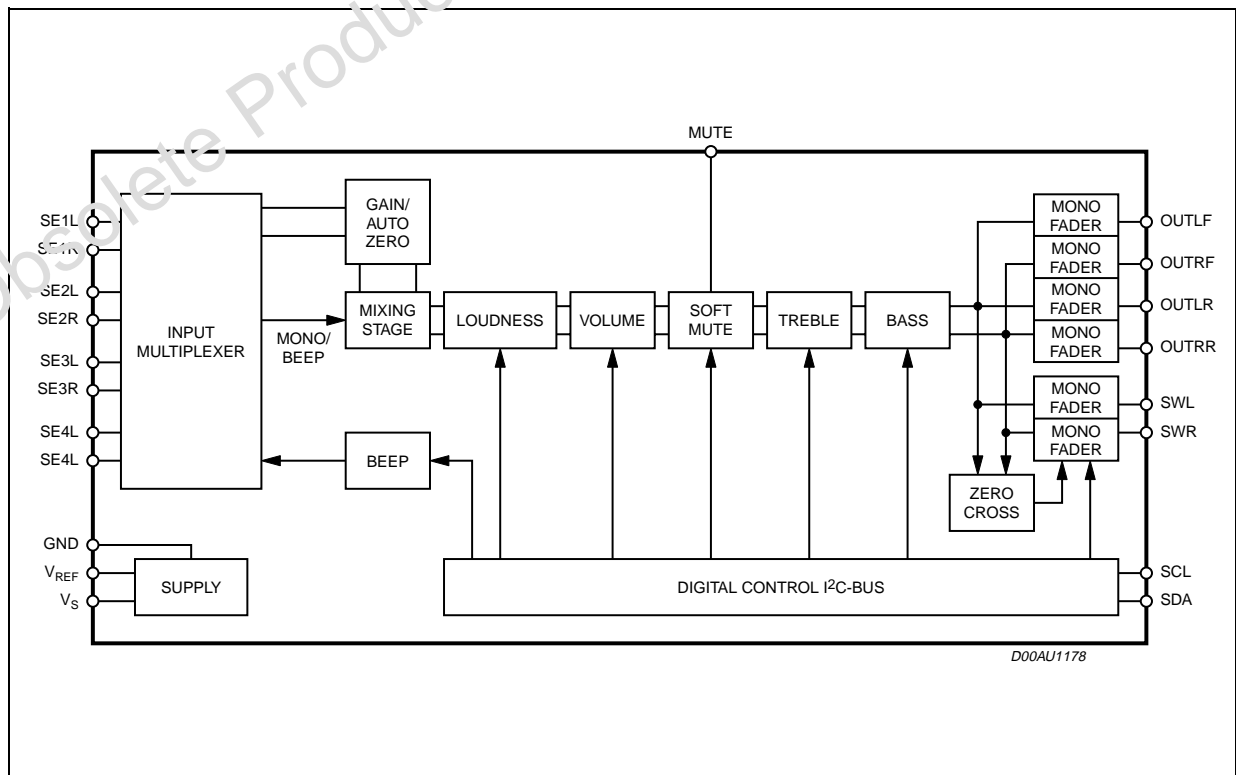 Obsolete Product
MUTE
SE1L
SE1R
SE2L
SE2R
SE3L
SE3R
SE4L
SE4L
GND
VREF
VS
INPUT
MULTIPLEXER
GAIN/
AUTO
ZERO
MONO/
BEEP
MIXING
STAGE
LOUDNESS
VOLUME
SOFT
MUTE
TREBLE
BASS
BEEP
SUPPLY
DIGITAL CONTROL I²C-BUS
MONO
FADER
MONO
FADER
MONO
FADER
MONO
FADER
MONO
FADER
MONO
FADER
ZERO
CROSS
OUTLF
OUTRF
OUTLR
OUTRR
SWL
SWR
SCL
SDA
D00AU1178